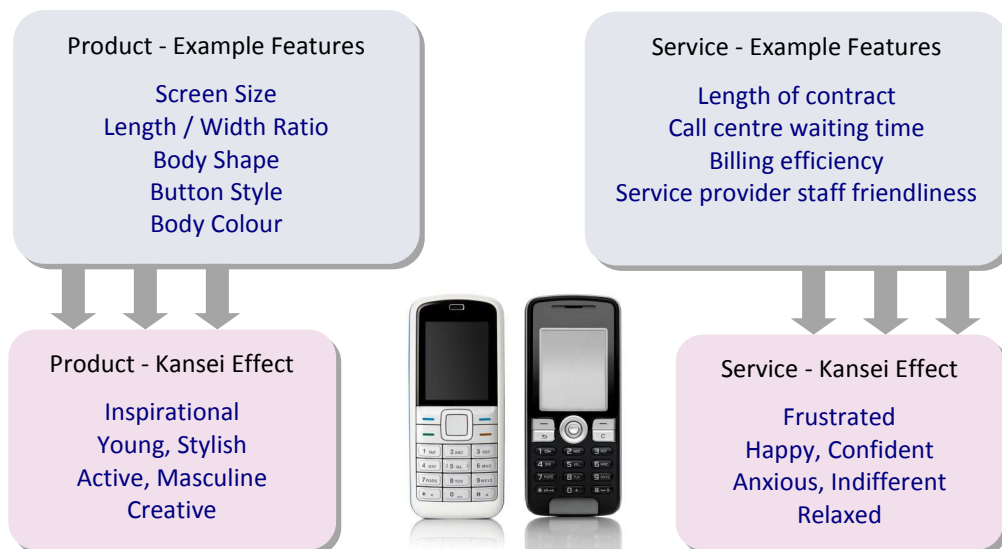 Product - Example Features
Screen Size
Length / Width Ratio
Body Shape
Button Style
Body Colour
Service - Example Features
Length of contract
Call centre waiting time
Billing efficiency
Service provider staff friendliness
Product - Kansei Effect
Inspirational
Young, Stylish
Active, Masculine
Creative
Service - Kansei Effect
Frustrated
Happy, Confident
Anxious, Indifferent
Relaxed